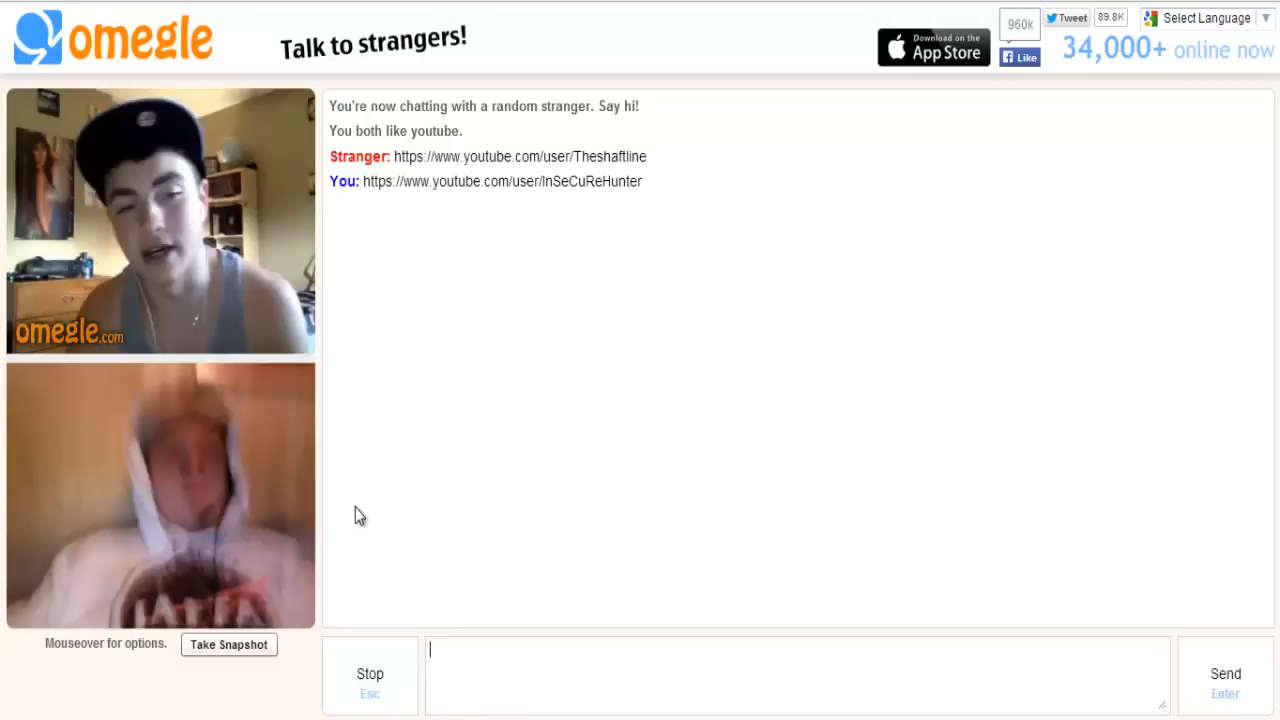 omegle
Talk to strangers!
Download on the
App Store
960k
Like
Tweet
89.8K
Select Language
34,000+ online now
You're now chatting with a random stranger. Say hi!
You both like youtube.
Stranger: https://www.youtube.com/user/Theshaftline
You: https://www.youtube.com/user/InSeCuReHunter
omegle.com
Mouseover for options.
Take Snapshot
Stop
Esc
Send
Enter